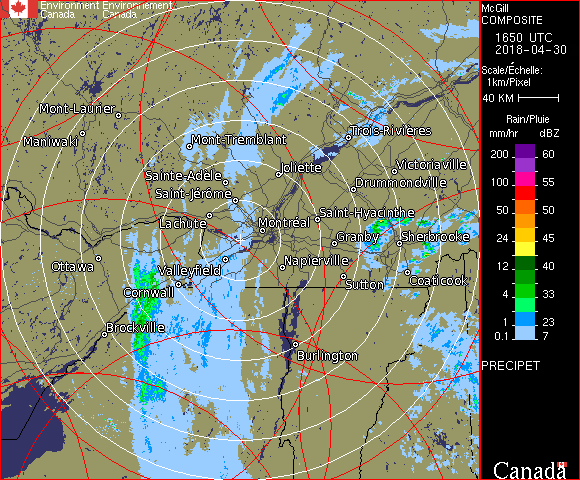 Environment Environnement
Canada Canada
McGill
COMPOSITE
1650 UTC
2018-04-30
Scale/Échelle:
1km/Pixel
40 KM
Rain/Pluie
mm/hr dBZ
200 60
100 55
50 50
24 45
12 40
4 33
1 23
0.1 7
PRECIPET
Canada
Mont-Laurier
Maniwaki
Mont-Tremblant
Trois-Rivières
Joliette
Victoriaville
Sainte-Adèle
Drummondville
Saint-Jérôme
Saint-Hyacinthe
Lachute
Montréal
Granby
Sherbrooke
Ottawa
Valleyfield
Napierville
Cornwall
Sutton
Coaticook
Brockville
Burlington